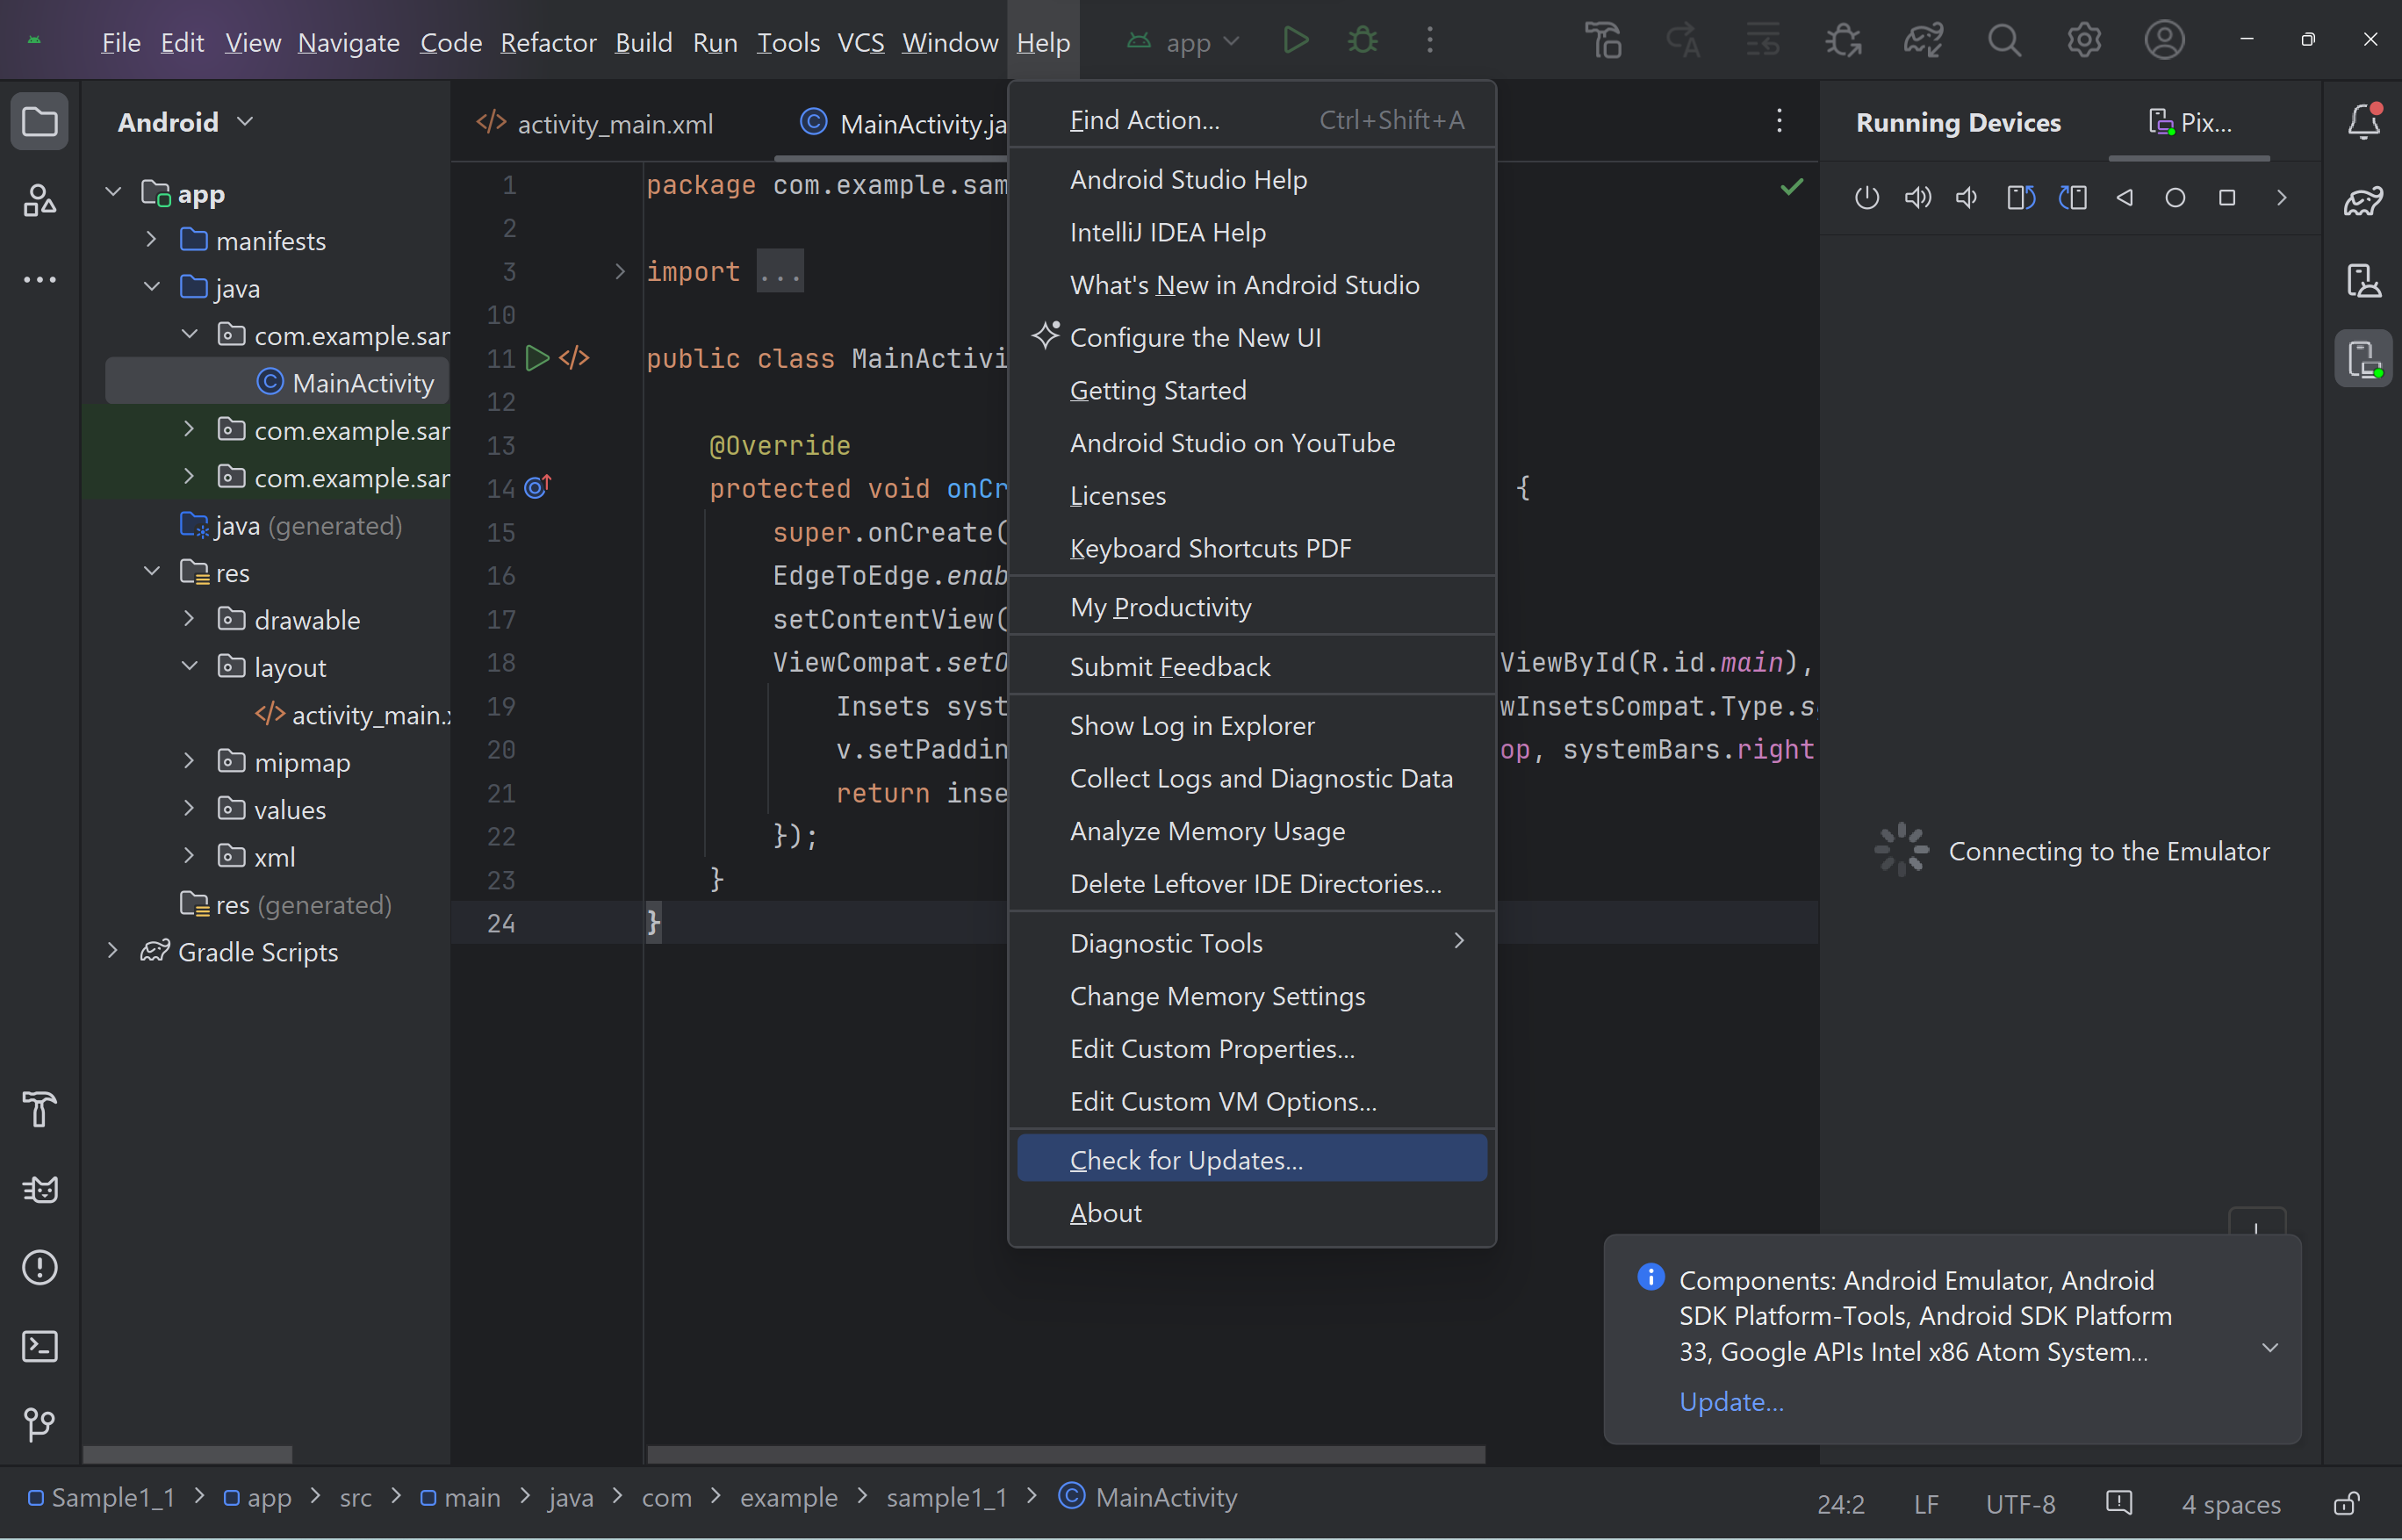 File Edit View Navigate Code Refactor Build Run Tools VCS Window Help app
Android
app
manifests
java
com.example.sar
MainActivity
com.example.sar
com.example.sar
java (generated)
res
drawable
layout
activity_main.
mipmap
values
xml
res (generated)
Gradle Scripts
activity_main.xml MainActivity.ja
1 package com.example.sam
2
3 import ...
10
11 public class MainActivi
12
13 @Override
14 protected void onCr {
15 super.onCreate(
16 EdgeToEdge.enab
17 setContentView(
18 ViewCompat.setO ViewById(R.id.main),
19 Insets syst wInsetsCompat.Type.s
20 v.setPaddin op, systemBars.right
21 return inse
22 });
23 }
24 }
Find Action... Ctrl+Shift+A
Android Studio Help
IntelliJ IDEA Help
What's New in Android Studio
Configure the New UI
Getting Started
Android Studio on YouTube
Licenses
Keyboard Shortcuts PDF
My Productivity
Submit Feedback
Show Log in Explorer
Collect Logs and Diagnostic Data
Analyze Memory Usage
Delete Leftover IDE Directories...
Diagnostic Tools
Change Memory Settings
Edit Custom Properties...
Edit Custom VM Options...
Check for Updates...
About
Running Devices Pix...
Connecting to the Emulator
Components: Android Emulator, Android
SDK Platform-Tools, Android SDK Platform
33, Google APIs Intel x86 Atom System...
Update...
Sample1_1 > app > src > main > java > com > example > sample1_1 > MainActivity
24:2 LF UTF-8 4 spaces